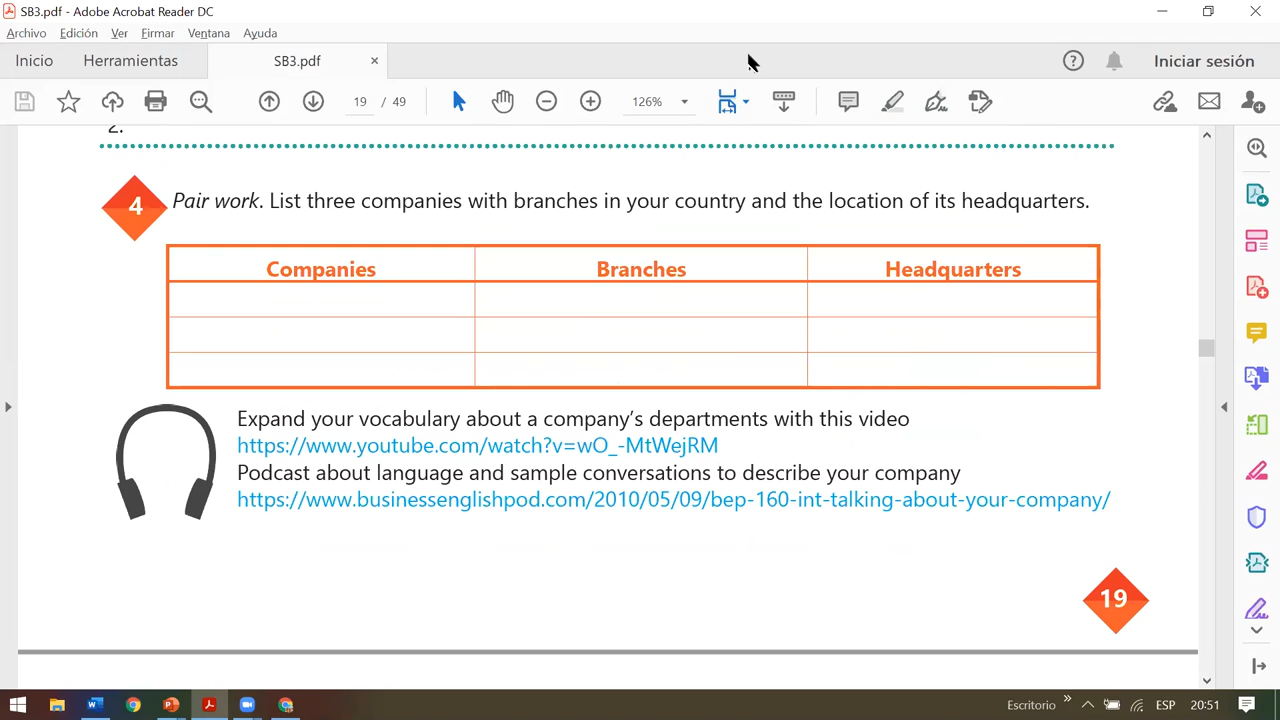 SB3.pdf - Adobe Acrobat Reader DC
Archivo Edición Ver Firmar Ventana Ayuda
Inicio Herramientas SB3.pdf × Iniciar sesión
19 / 49 126%
2.
4 Pair work. List three companies with branches in your country and the location of its headquarters.
Companies Branches Headquarters
Expand your vocabulary about a company's departments with this video
https://www.youtube.com/watch?v=wO_-MtWejRM
Podcast about language and sample conversations to describe your company
https://www.businessenglishpod.com/2010/05/09/bep-160-int-talking-about-your-company/
19
Escritorio » ESP 20:51